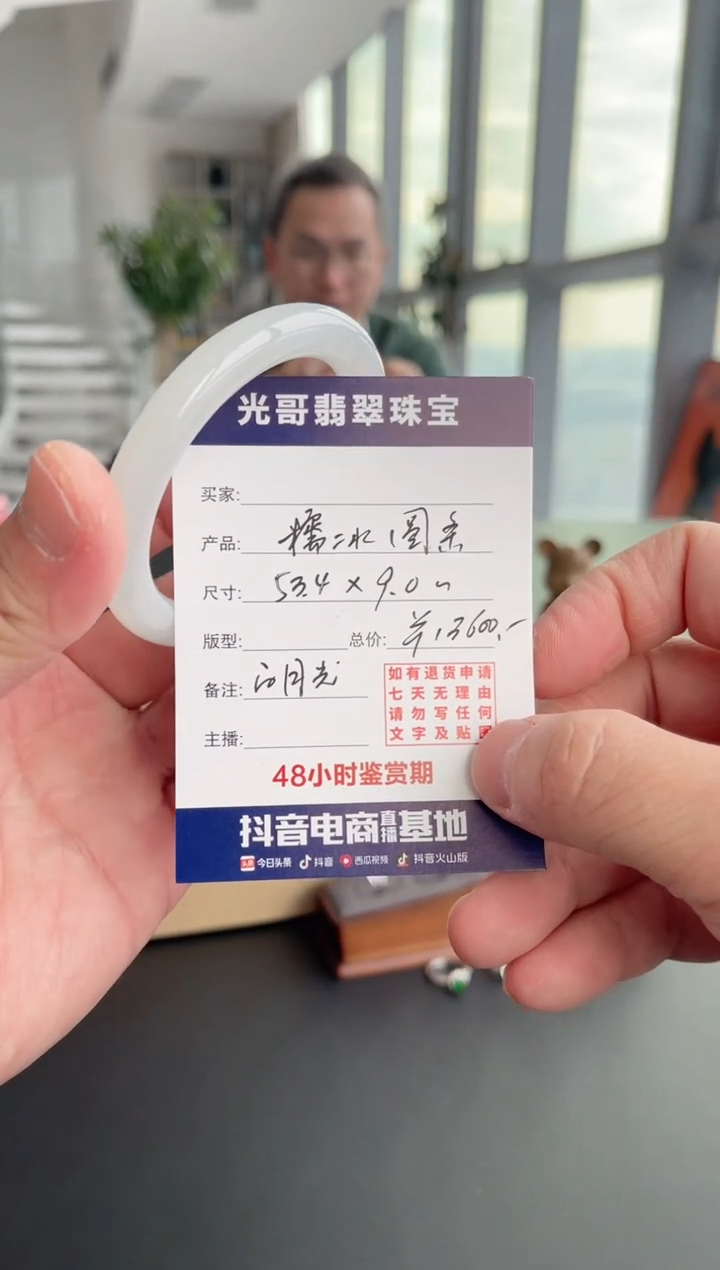 光哥翡翠珠宝
买家:
产品: 糯冰圆条
尺寸: 53.4 × 9.0
版型: 总价: ¥13600.-
备注: 月光
如有退货申请
七天无理由
请勿写任何
文字及贴
主播:
48小时鉴赏期
抖音电商直播基地
今日头条 抖音 西瓜视频 抖音火山版